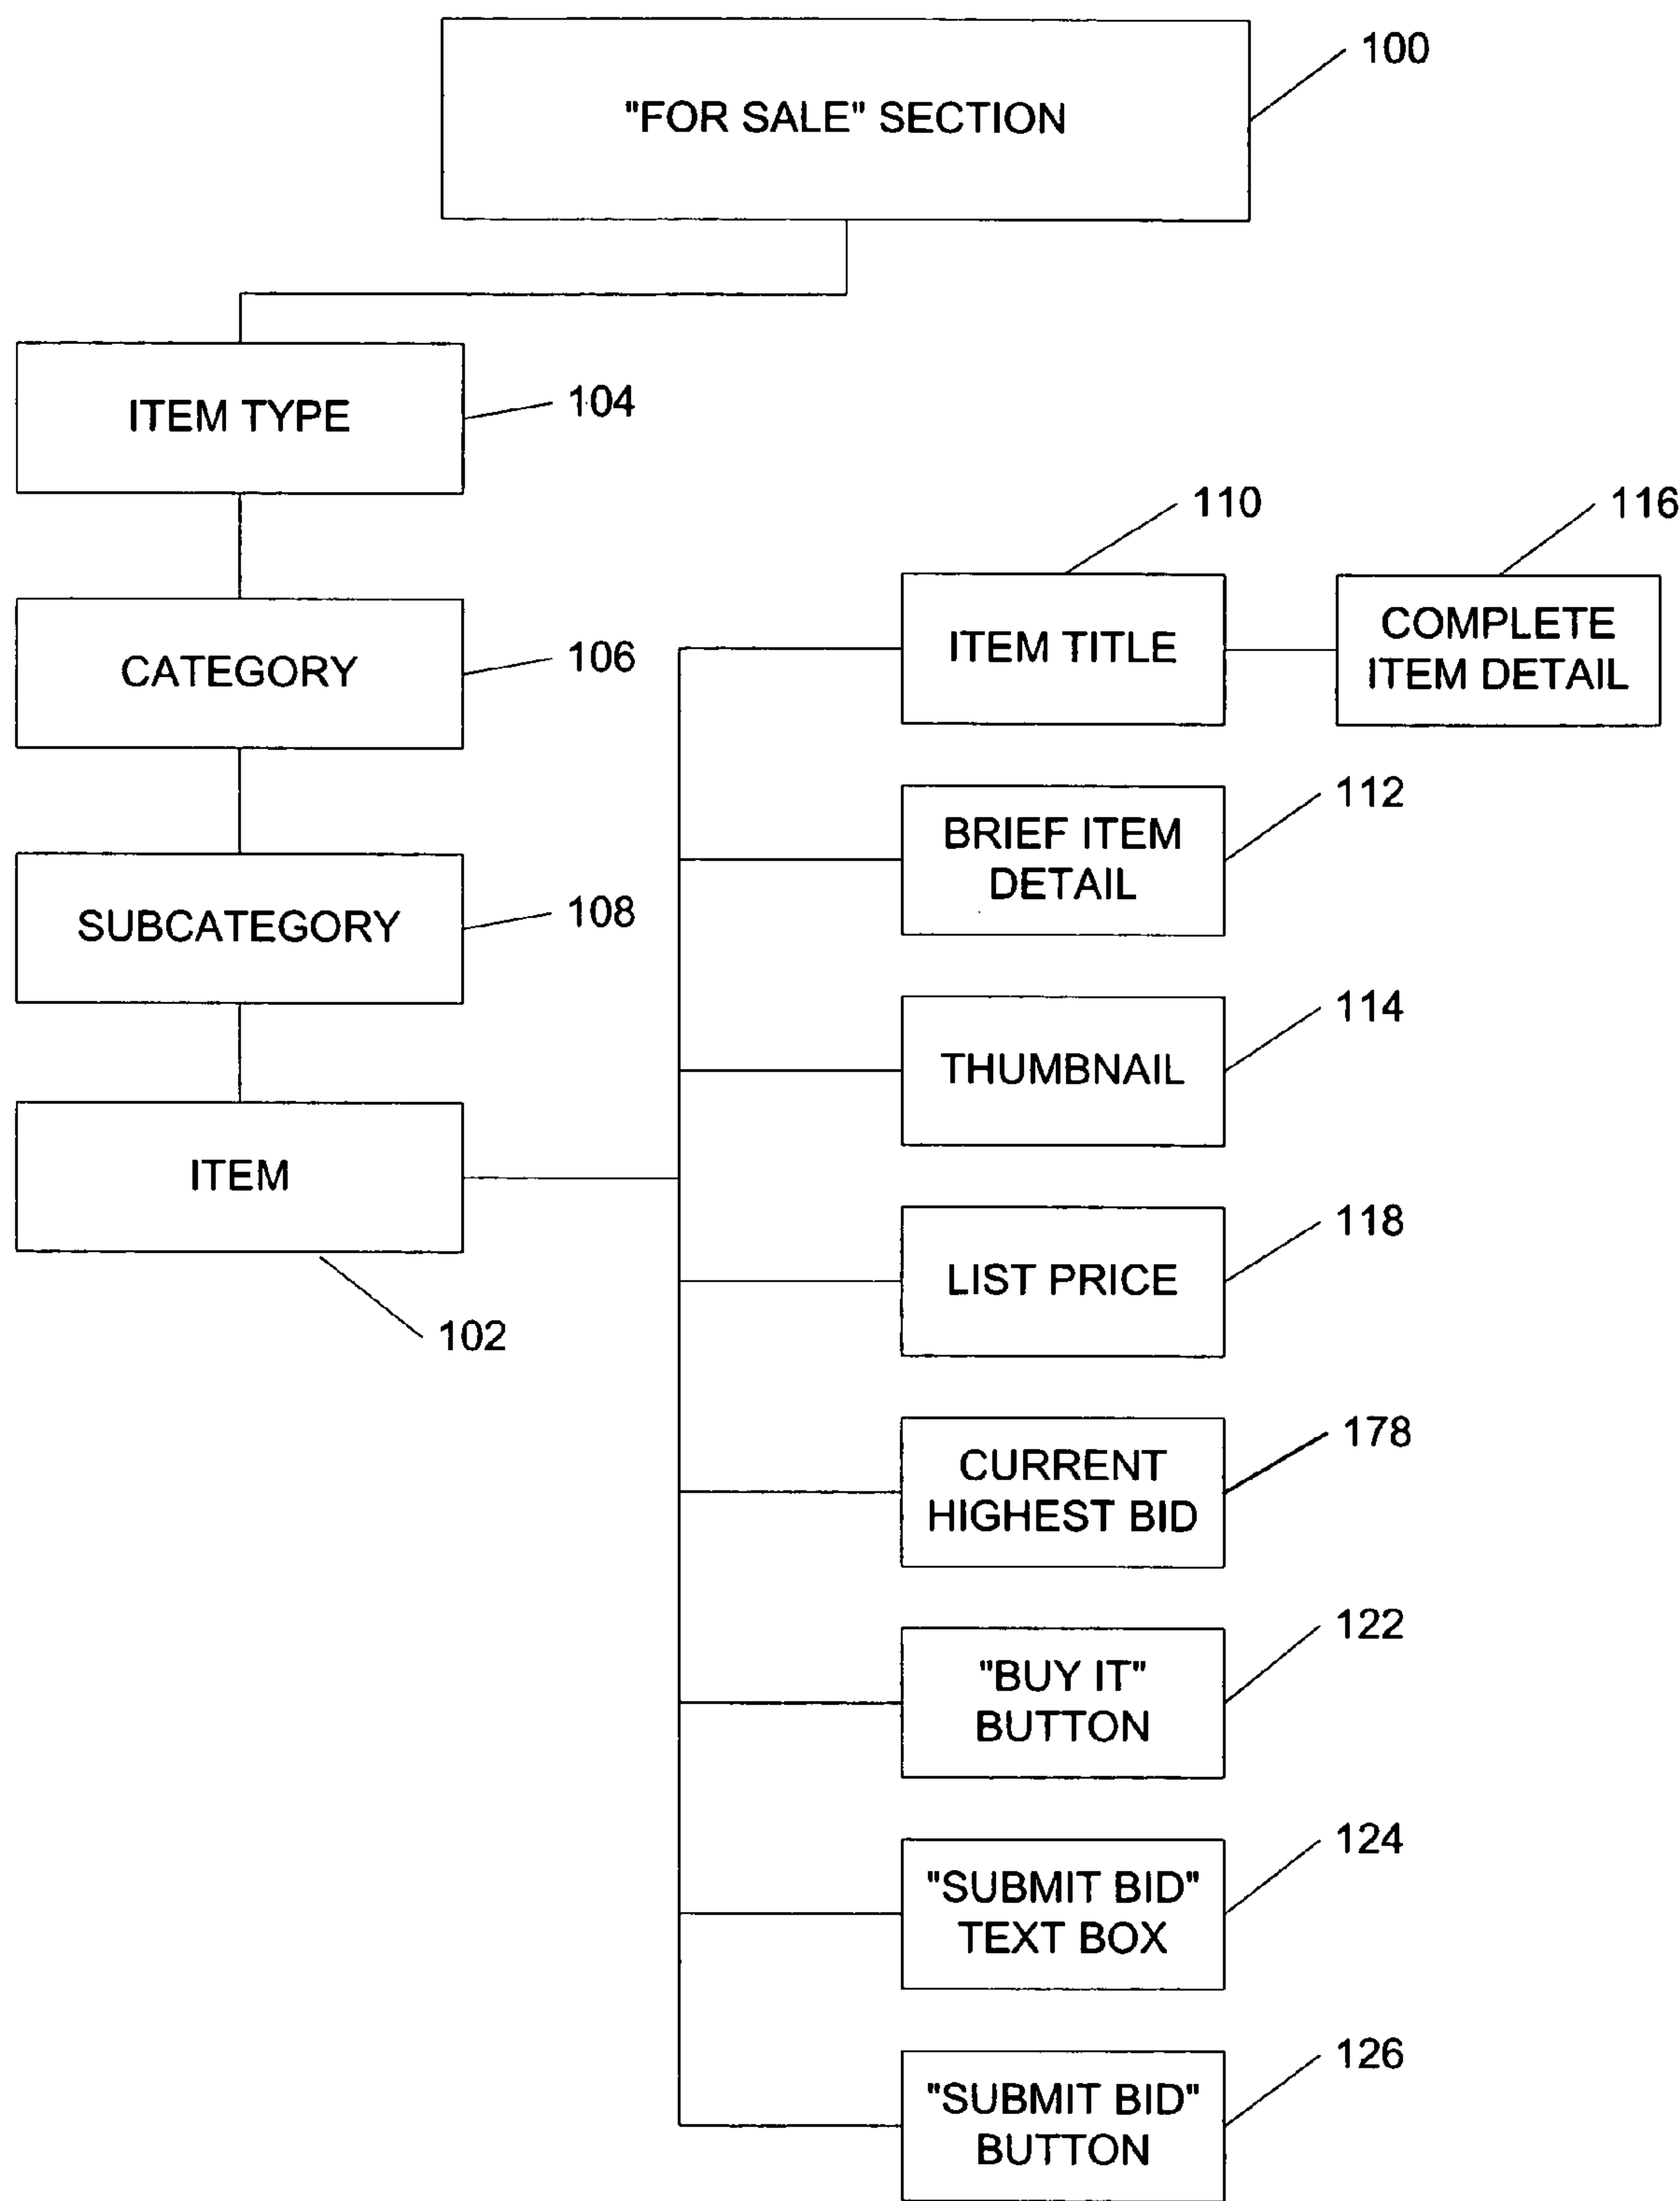 "FOR SALE" SECTION
100
ITEM TYPE
104
CATEGORY
106
SUBCATEGORY
108
ITEM
102
ITEM TITLE
110
COMPLETE
ITEM DETAIL
116
BRIEF ITEM
DETAIL
112
THUMBNAIL
114
LIST PRICE
118
CURRENT
HIGHEST BID
178
"BUY IT"
BUTTON
122
"SUBMIT BID"
TEXT BOX
124
"SUBMIT BID"
BUTTON
126